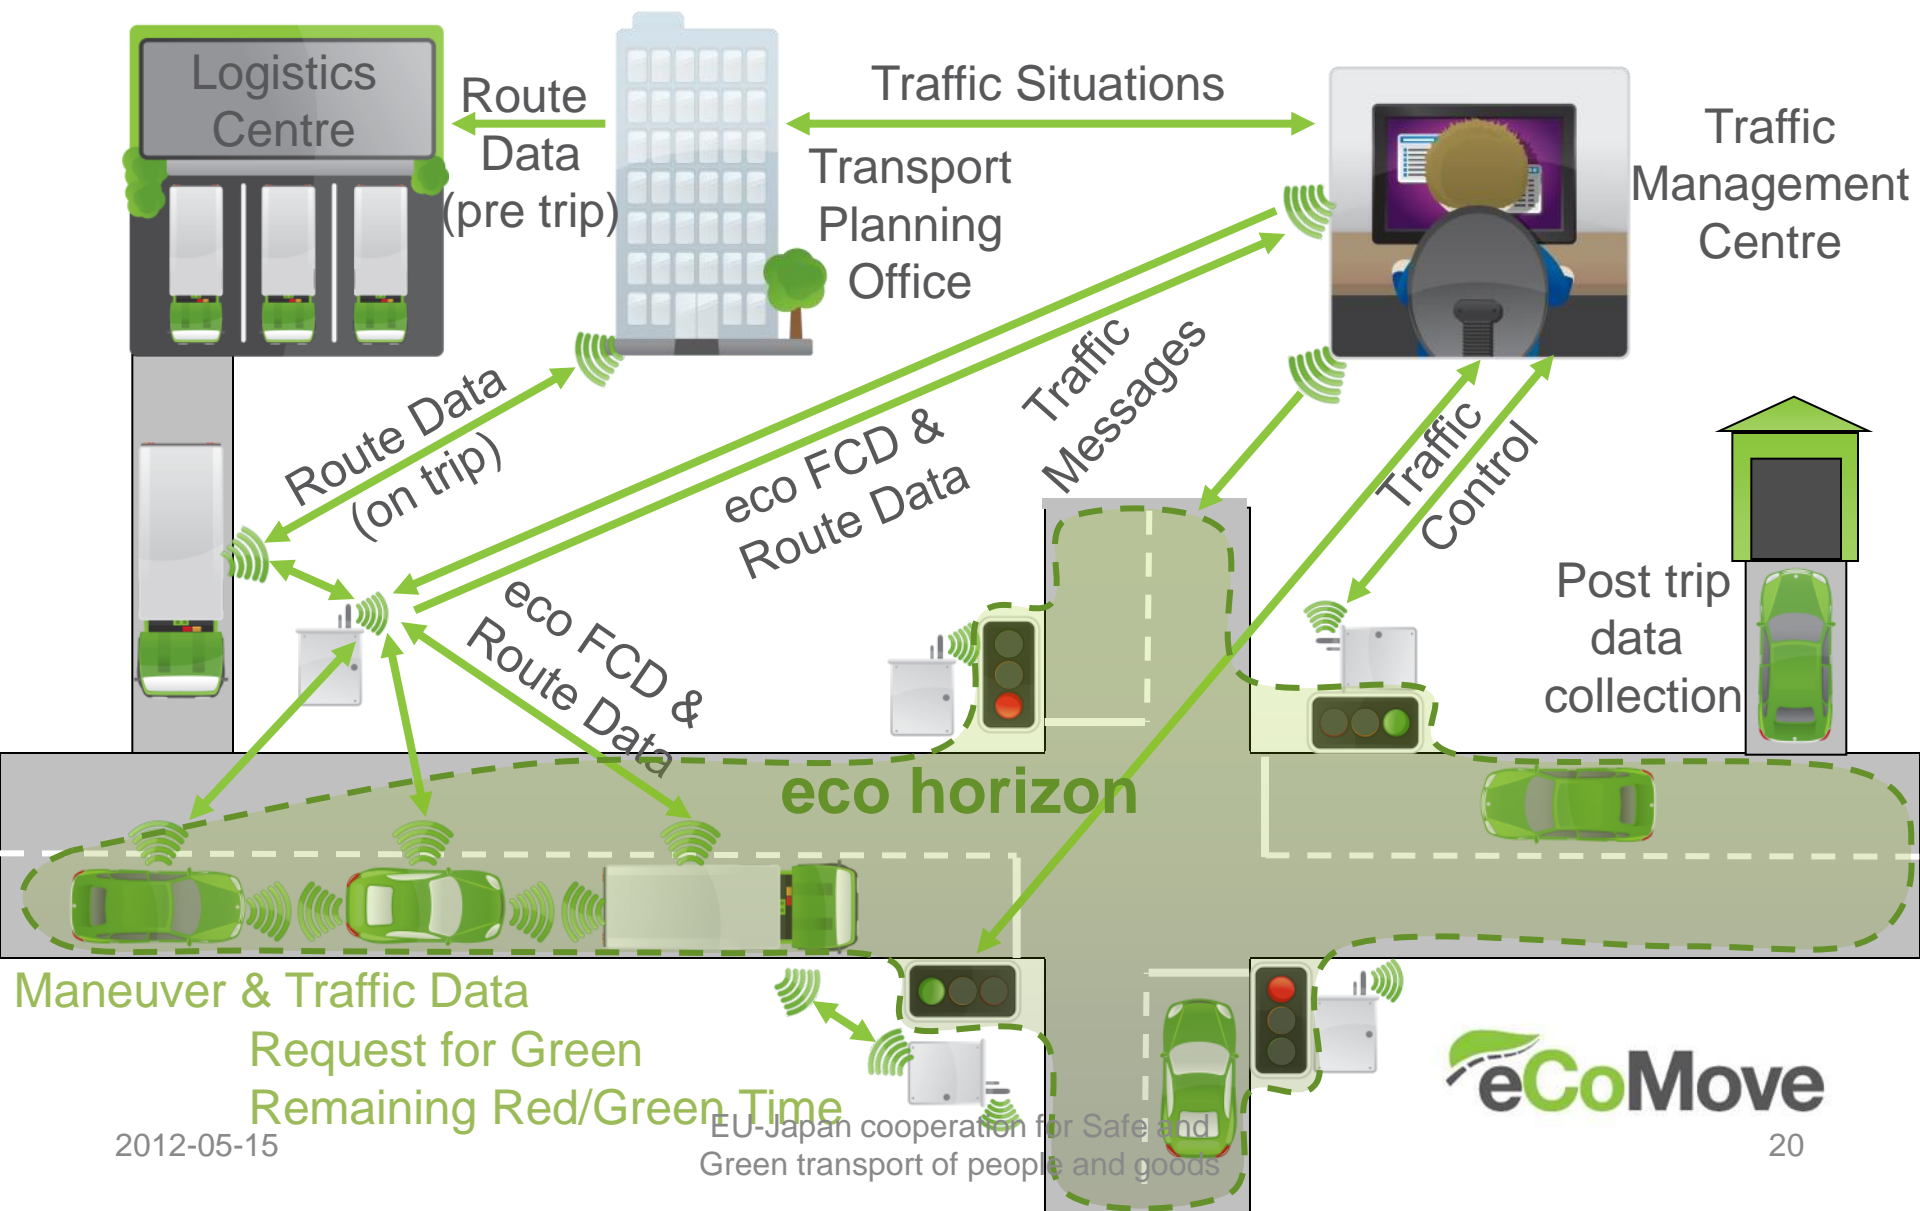 Logistics
Centre
Route
Data
(pre trip)
Traffic Situations
Transport
Planning
Office
Traffic
Management
Centre
Route Data
(on trip)
eco FCD &
Route Data
Traffic
Messages
Traffic
Control
eco FCD &
Route Data
Post trip
data
collection
eco horizon
Maneuver & Traffic Data
Request for Green
Remaining Red/Green Time
eCoMove
2012-05-15
EU-Japan cooperation for Safe and
Green transport of people and goods
20